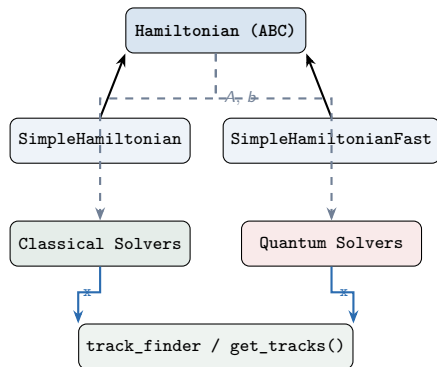 Hamiltonian (ABC)
A, b
SimpleHamiltonian
SimpleHamiltonianFast
Classical Solvers
Quantum Solvers
x
x
track_finder / get_tracks()